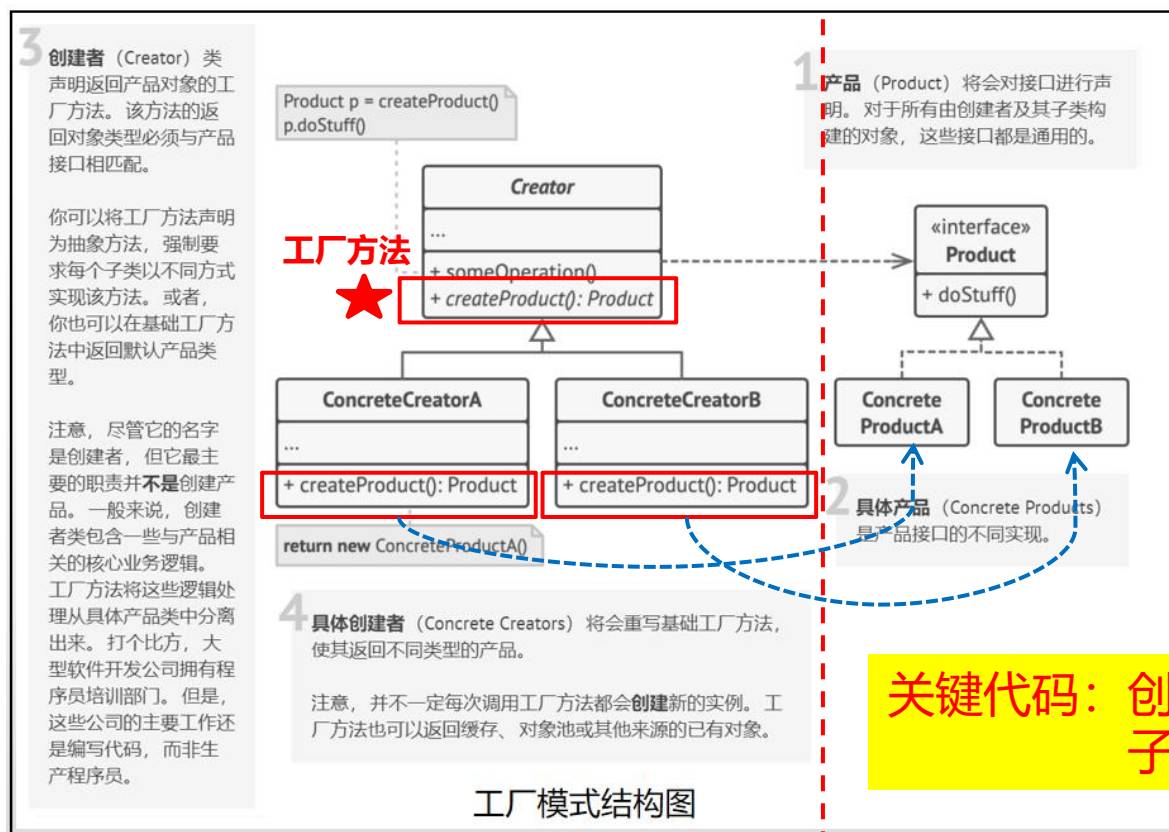 3
创建者（Creator）类
声明返回产品对象的工
厂方法。该方法的返
回对象类型必须与产品
接口相匹配。
你可以将工厂方法声明
为抽象方法，强制要
求每个子类以不同方式
实现该方法。或者，
你也可以在基础工厂方
法中返回默认产品类
型。
注意，尽管它的名字
是创建者，但它最主
要的职责并不是创建产
品。一般来说，创建
者类包含一些与产品相
关的核心业务逻辑。
工厂方法将这些逻辑处
理从具体产品类中分离
出来。打个比方，大
型软件开发公司拥有程
序员培训部门。但是，
这些公司的主要工作还
是编写代码，而非生
产程序员。
Product p = createProduct()
p.doStuff()
Creator
...
+ someOperation()
+ createProduct(): Product
工厂方法
ConcreteCreatorA
...
+ createProduct(): Product
return new ConcreteProductA()
ConcreteCreatorB
...
+ createProduct(): Product
1
产品（Product）将会对接口进行声
明。对于所有由创建者及其子类构
建的对象，这些接口都是通用的。
«interface»
Product
+ doStuff()
Concrete
ProductA
Concrete
ProductB
2
具体产品（Concrete Products）
是产品接口的不同实现。
4
具体创建者（Concrete Creators）将会重写基础工厂方法，
使其返回不同类型的产品。
注意，并不一定每次调用工厂方法都会创建新的实例。工
厂方法也可以返回缓存、对象池或其他来源的已有对象。
关键代码：创
子
工厂模式结构图